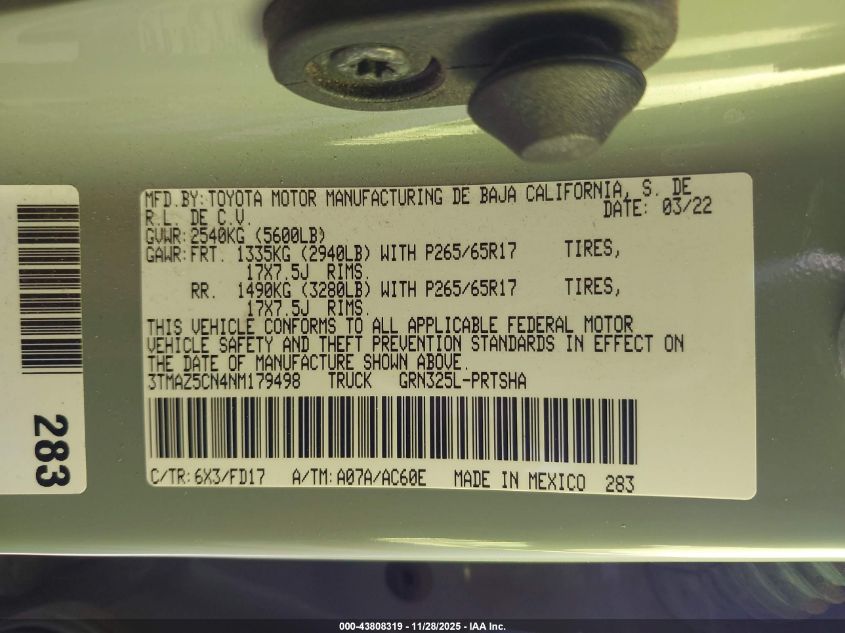 MFD.BY:TOYOTA MOTOR MANUFACTURING DE BAJA CALIFORNIA, S. DE
R.L. DE C.V. DATE: 03/22
GVWR:2540KG (5600LB)
GAWR:FRT. 1335KG (2940LB) WITH P265/65R17 TIRES,
17X7.5J RIMS.
RR. 1490KG (3280LB) WITH P265/65R17 TIRES,
17X7.5J RIMS.
THIS VEHICLE CONFORMS TO ALL APPLICABLE FEDERAL MOTOR
VEHICLE SAFETY AND THEFT PREVENTION STANDARDS IN EFFECT ON
THE DATE OF MANUFACTURE SHOWN ABOVE.
3TMAZ5CN4NM179498 TRUCK GRN325L-PRTSHA
C/TR:6X3/FD17 A/TM:A07A/AC60E MADE IN MEXICO 283
283
000-43808319 | 11/28/2025 - IAA Inc.